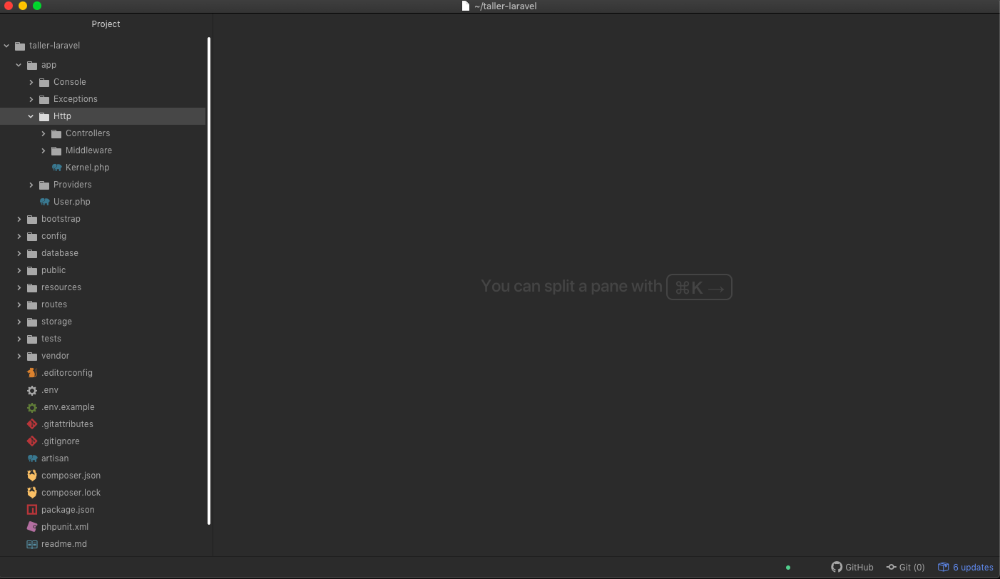 ~/taller-laravel
Project
taller-laravel
app
Console
Exceptions
Http
Controllers
Middleware
Kernel.php
Providers
User.php
bootstrap
config
database
public
resources
routes
storage
tests
vendor
.editorconfig
.env
.env.example
.gitattributes
.gitignore
artisan
composer.json
composer.lock
package.json
phpunit.xml
readme.md
You can split a pane with ⌘K →
GitHub
Git (0)
6 updates